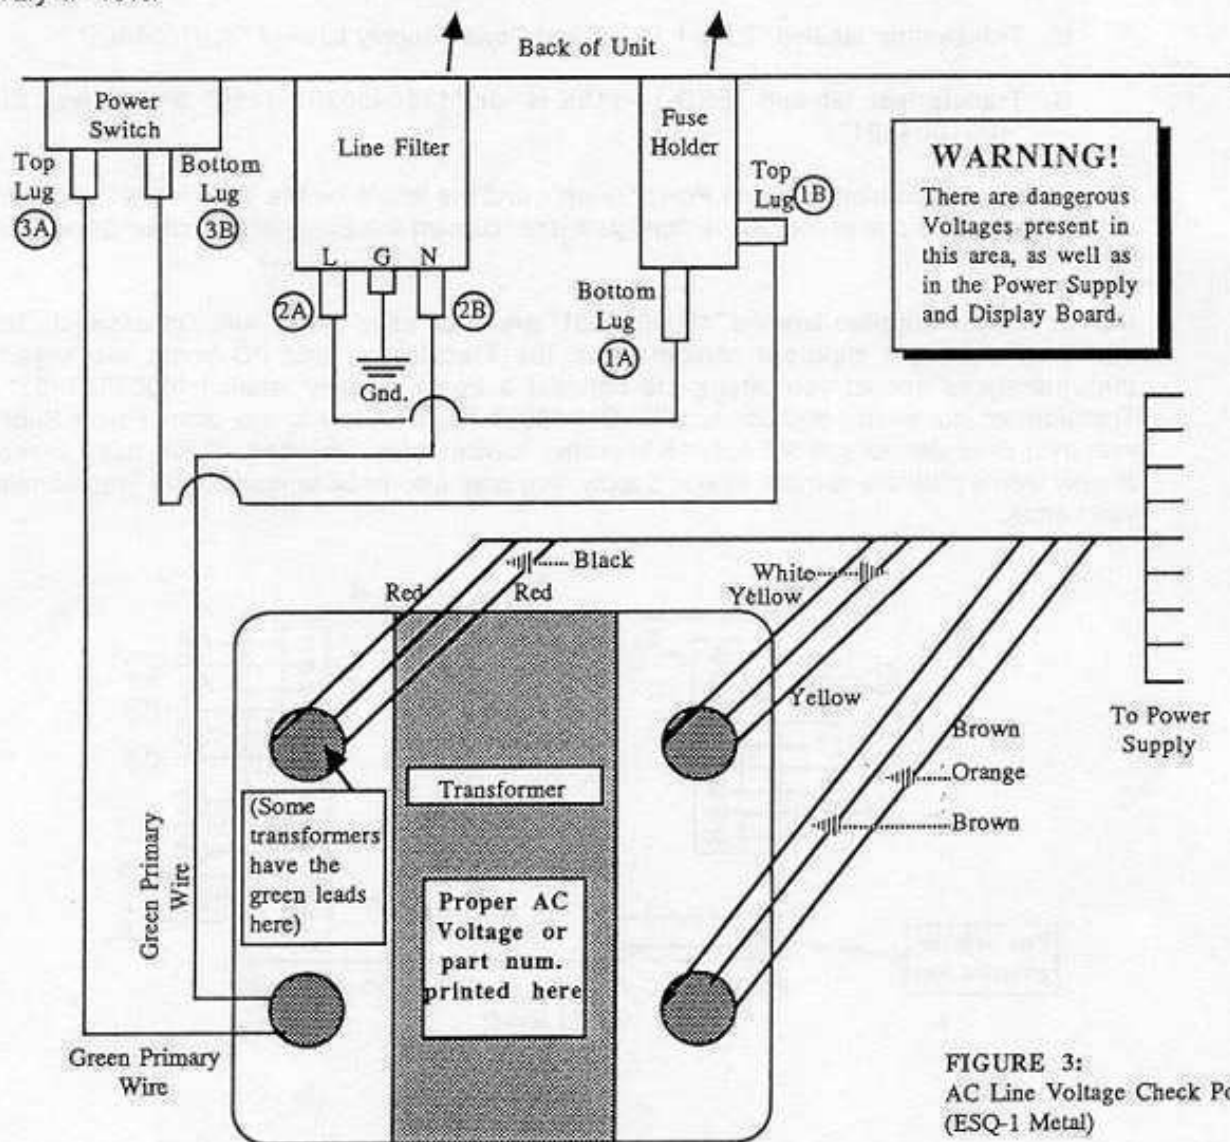 Back of Unit
Power
Switch
Line Filter
Fuse
Holder
Top
Lug
3A
Bottom
Lug
3B
L G N
2A
2B
Gnd.
Top
Lug
1B
Bottom
Lug
1A
WARNING!
There are dangerous
Voltages present in
this area, as well as
in the Power Supply
and Display Board.
Black
Red
Red
White
Yellow
Yellow
Brown
Orange
Brown
To Power
Supply
Transformer
(Some
transformers
have the
green leads
here)
Green Primary
Wire
Proper AC
Voltage or
part num.
printed here
Green Primary
Wire
FIGURE 3:
AC Line Voltage Check
(ESQ-1 Metal)